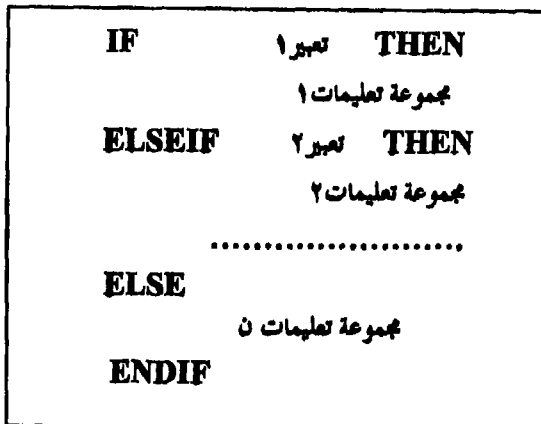 IF تعبير١ THEN
مجموعة تعليمات١
ELSEIF تعبير٢ THEN
مجموعة تعليمات٢
........................
ELSE
مجموعة تعليمات ن
ENDIF